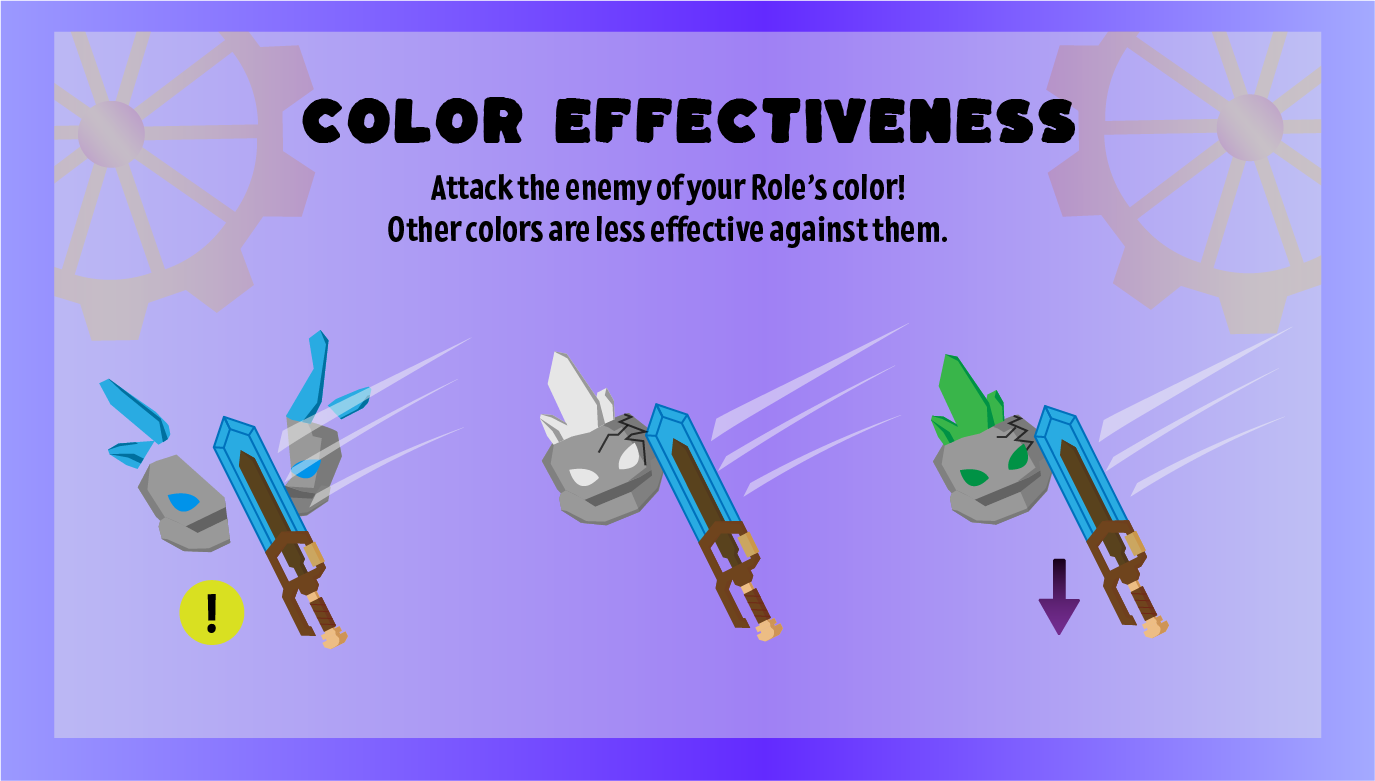 COLOR EFFECTIVENESS
Attack the enemy of your Role’s color!
Other colors are less effective against them.
!